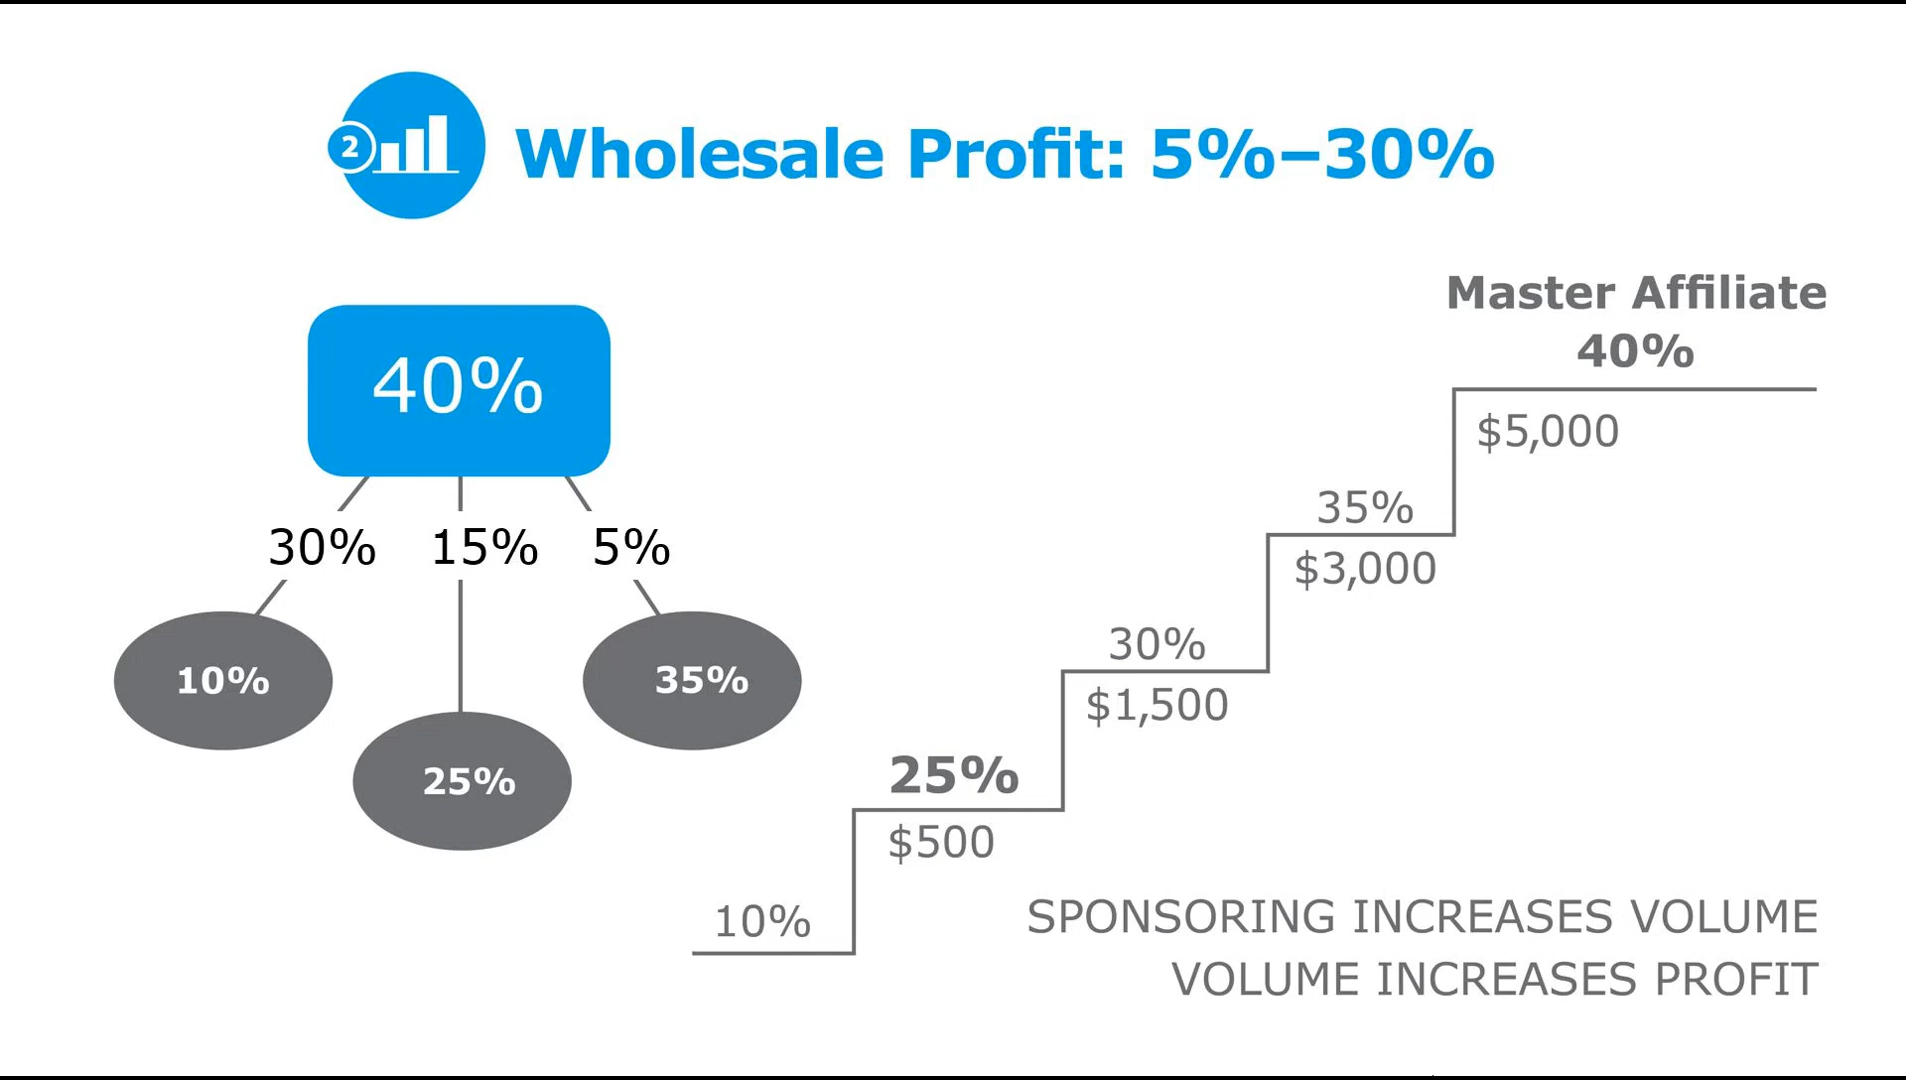 2
Wholesale Profit: 5%–30%
40%
30% 15% 5%
10%
25%
35%
Master Affiliate
40%
$5,000
35%
$3,000
30%
$1,500
25%
$500
10%
SPONSORING INCREASES VOLUME
VOLUME INCREASES PROFIT